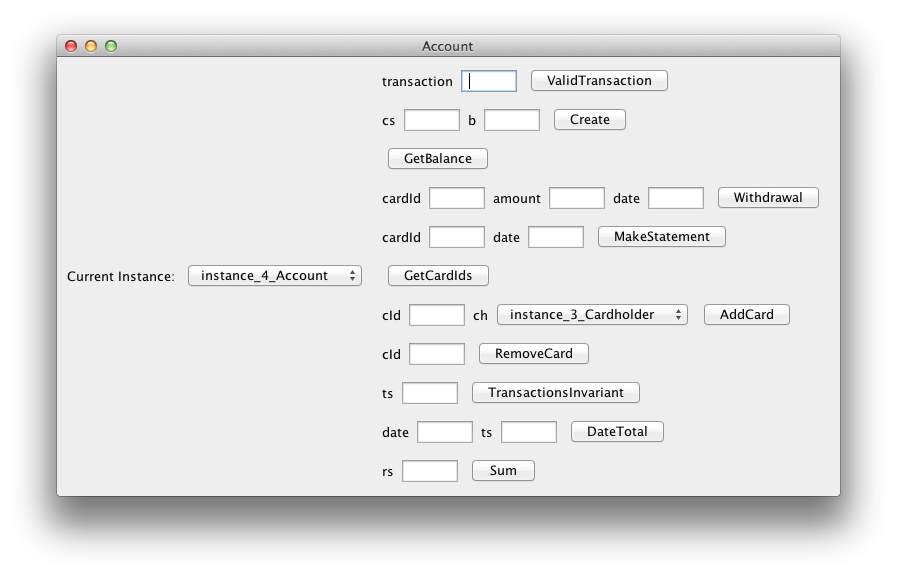 Account
transaction ValidTransaction
cs b Create
GetBalance
cardId amount date Withdrawal
cardId date MakeStatement
Current Instance: instance_4_Account GetCardIds
cId ch instance_3_Cardholder AddCard
cId RemoveCard
ts TransactionsInvariant
date ts DateTotal
rs Sum